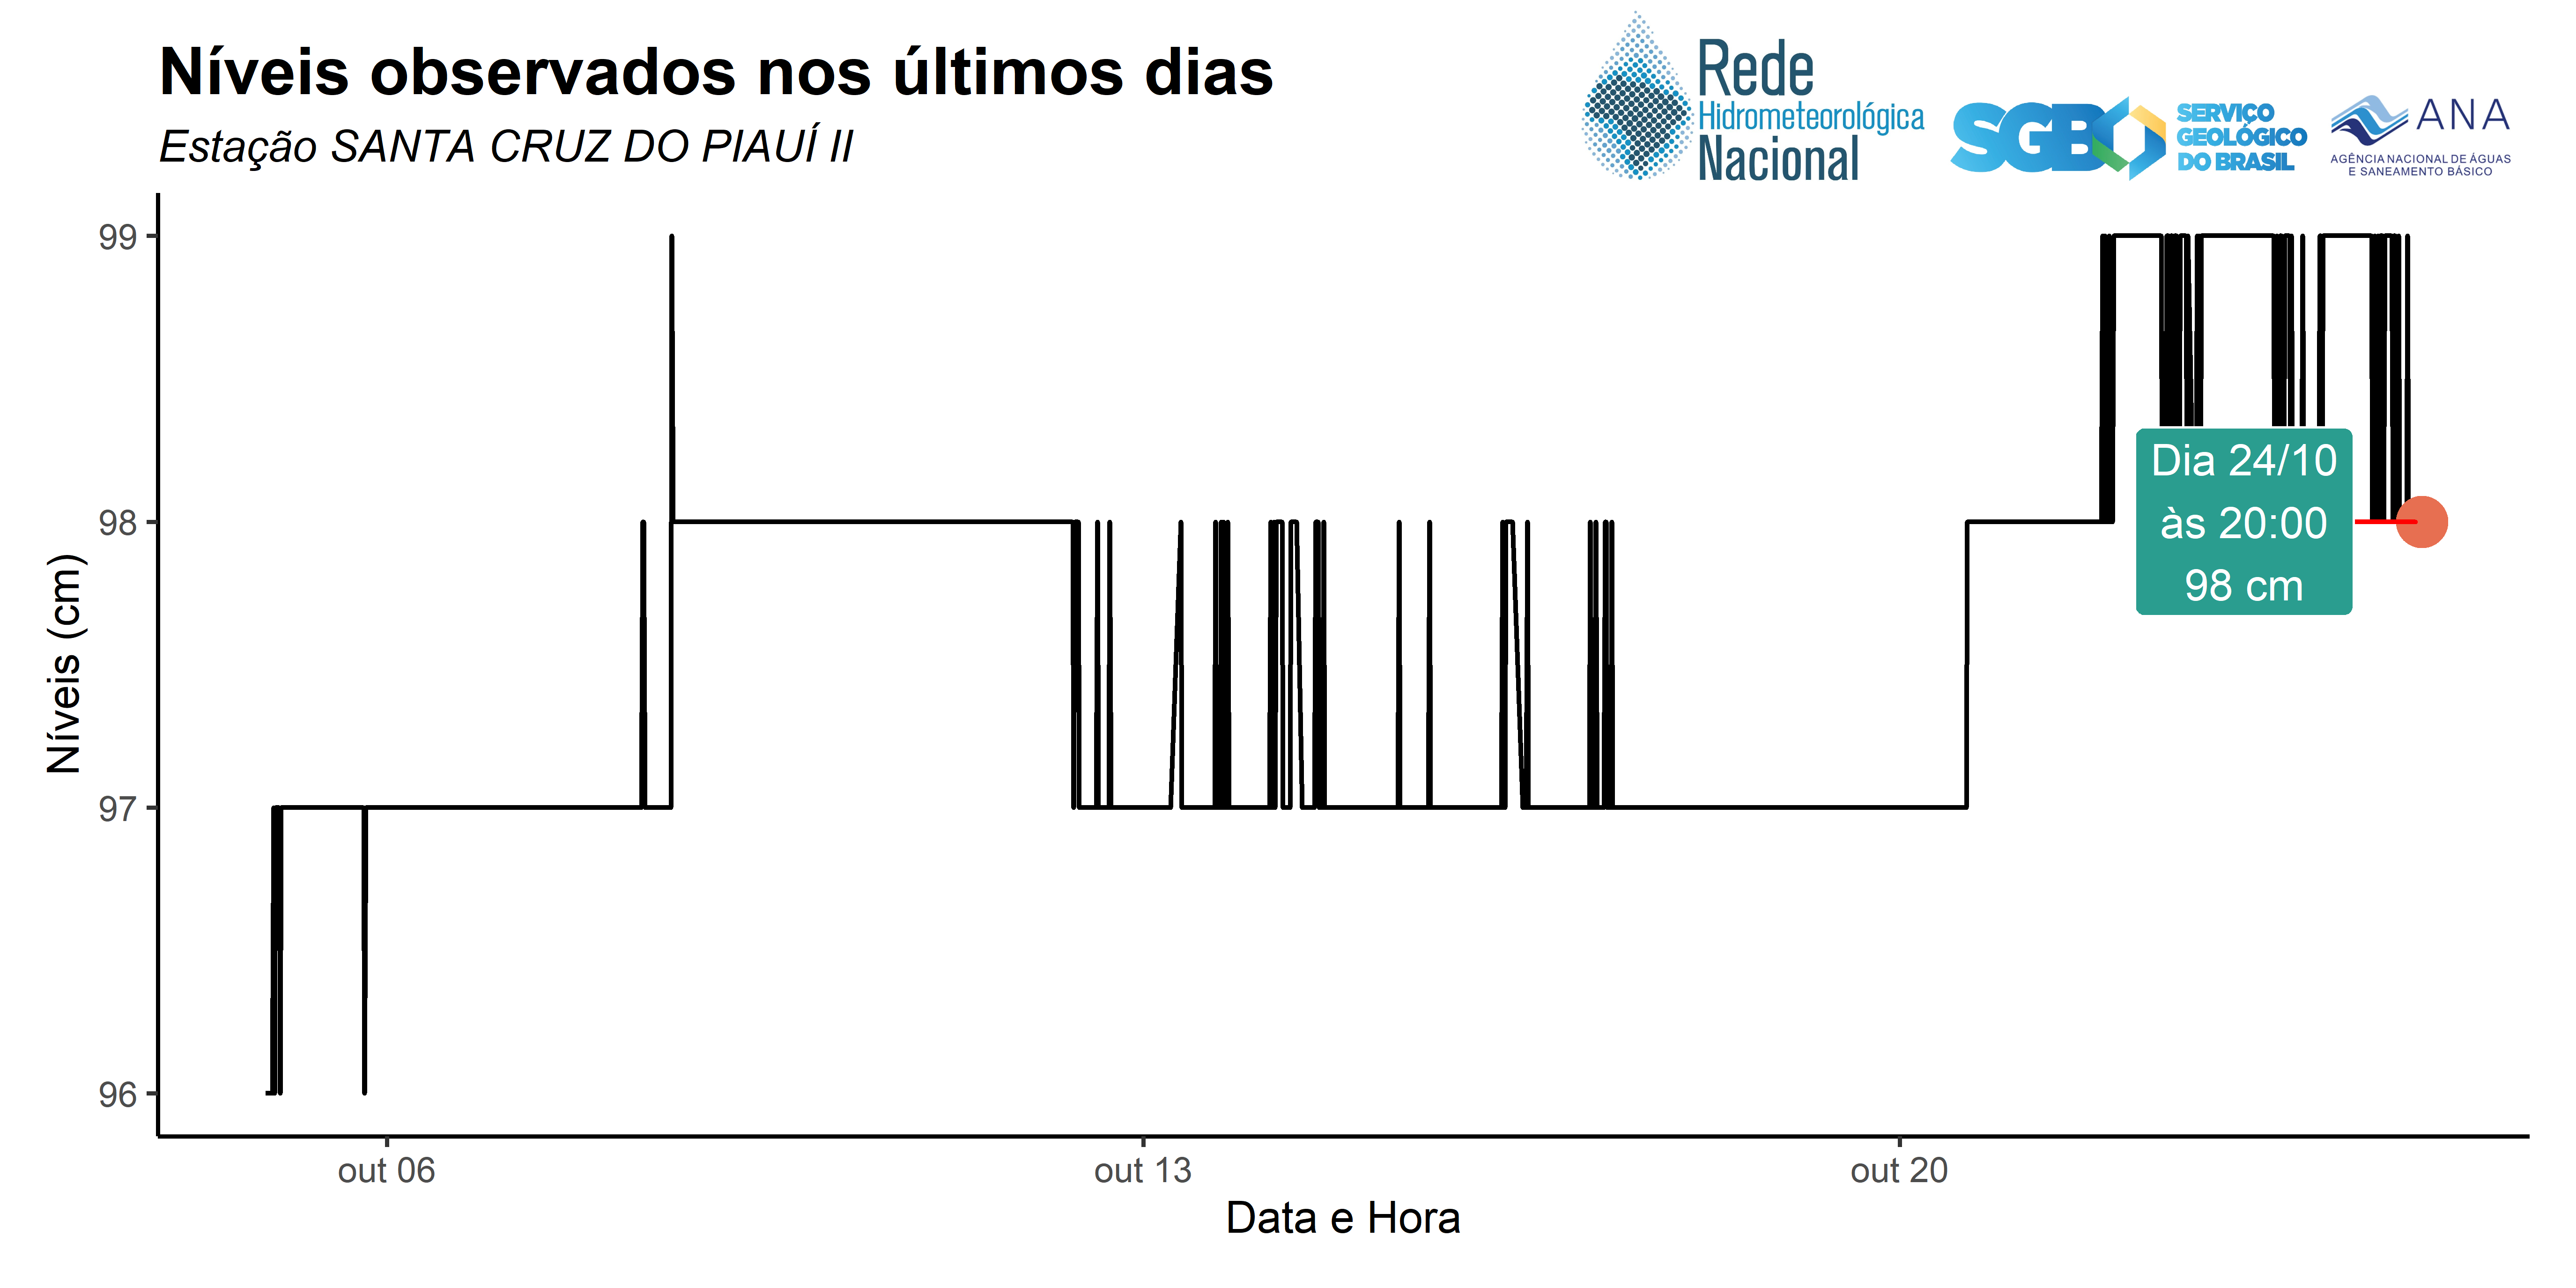 Níveis observados nos últimos dias
Estação SANTA CRUZ DO PIAUÍ II
Rede
Hidrometeorológica
Nacional
SGB
SERVIÇO
GEOLÓGICO
DO BRASIL
ANA
AGÊNCIA NACIONAL DE ÁGUAS
E SANEAMENTO BÁSICO
Níveis (cm)
99
98
97
96
Dia 24/10
às 20:00
98 cm
out 06
out 13
out 20
Data e Hora